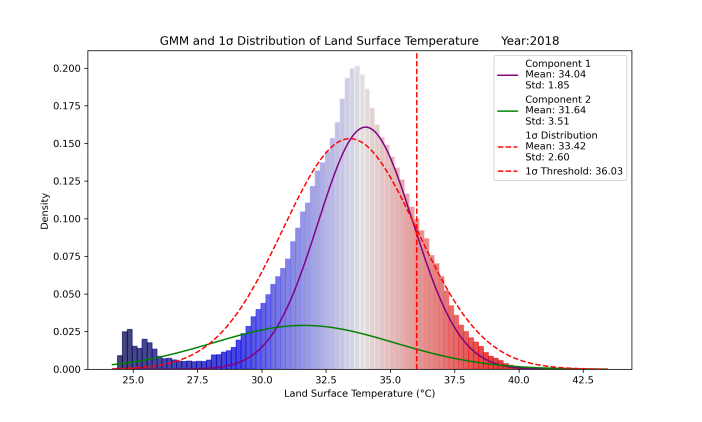 GMM and 1σ Distribution of Land Surface Temperature Year:2018
Density
0.200
0.175
0.150
0.125
0.100
0.075
0.050
0.025
0.000
Component 1
Mean: 34.04
Std: 1.85
Component 2
Mean: 31.64
Std: 3.51
1σ Distribution
Mean: 33.42
Std: 2.60
1σ Threshold: 36.03
25.0 27.5 30.0 32.5 35.0 37.5 40.0 42.5
Land Surface Temperature (°C)